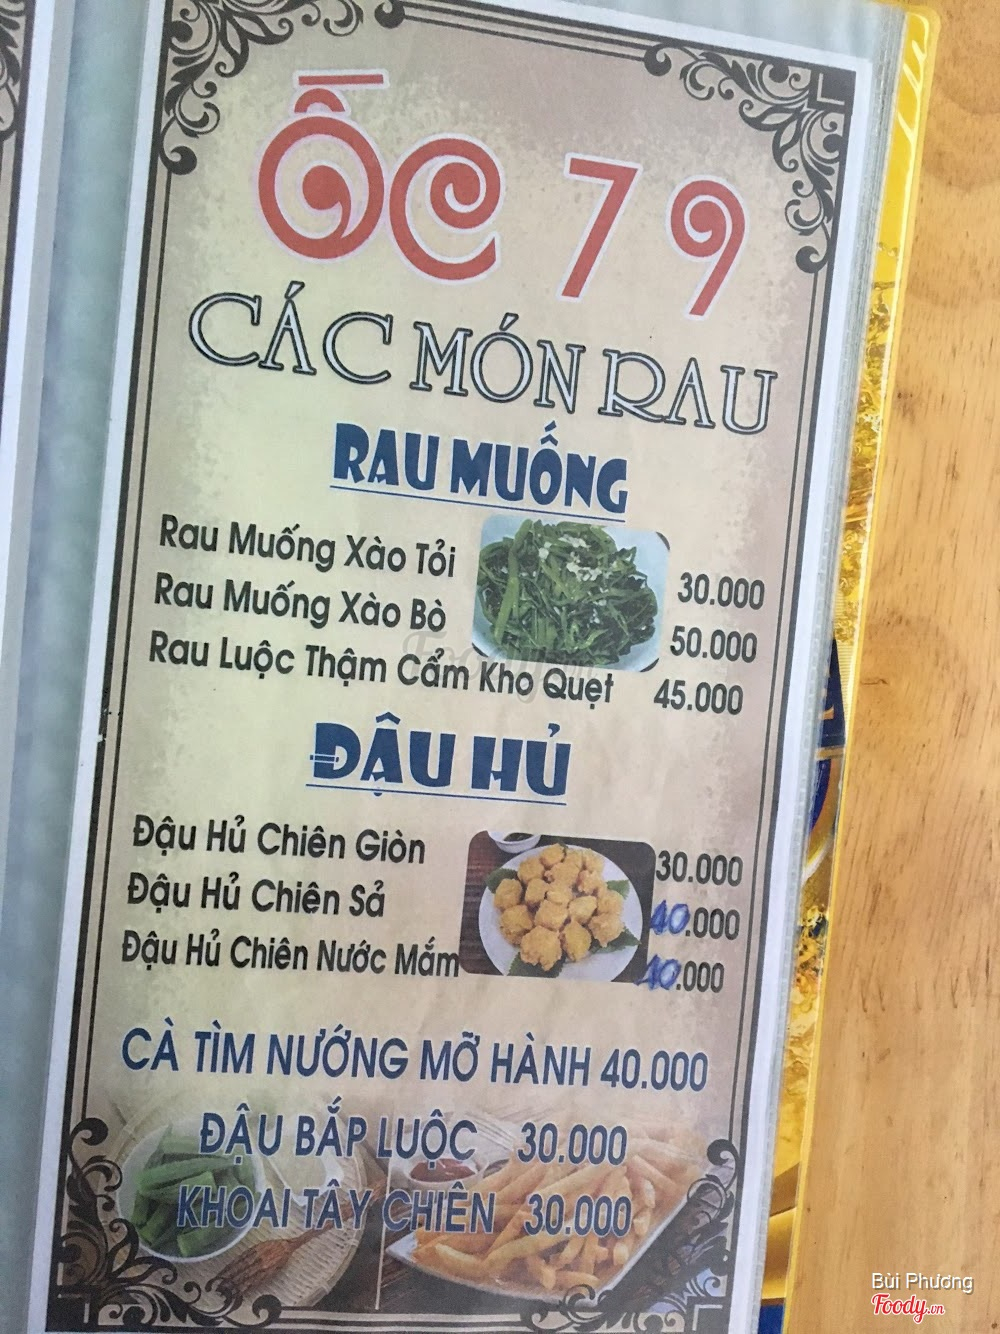 ỐC 79
CÁC MÓN RAU
RAU MUỐNG
Rau Muống Xào Tỏi 30.000
Rau Muống Xào Bò 50.000
Rau Luộc Thậm Cẩm Kho Quẹt 45.000
ĐẬU HỦ
Đậu Hủ Chiên Giòn 30.000
Đậu Hủ Chiên Sả 40.000
Đậu Hủ Chiên Nước Mắm 40.000
CÀ TÌM NƯỚNG MỠ HÀNH 40.000
ĐẬU BẮP LUỘC 30.000
KHOAI TÂY CHIÊN 30.000
Bùi Phương
Foody.vn